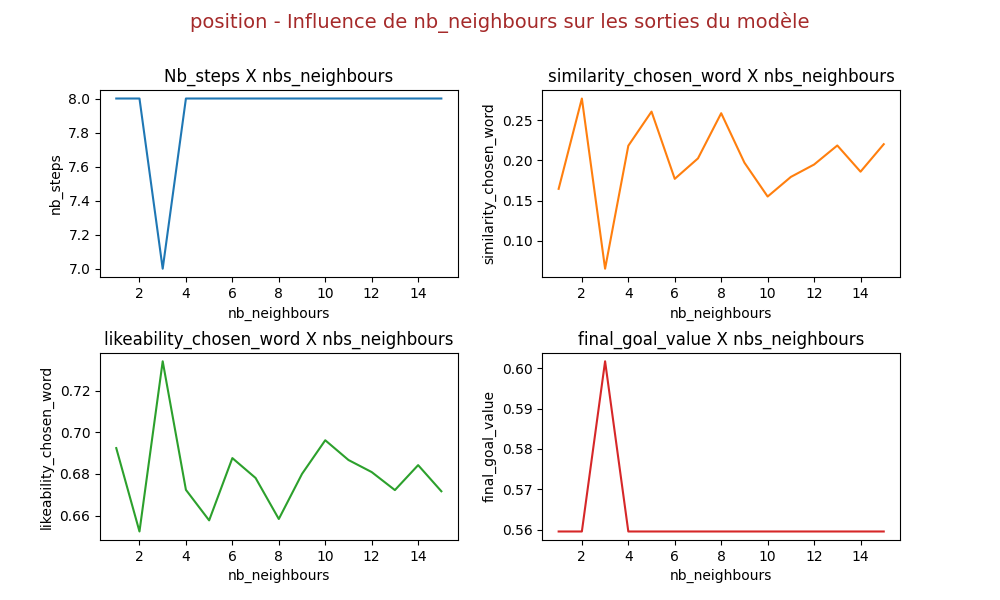 position - Influence de nb_neighbours sur les sorties du modèle
Nb_steps X nbs_neighbour
nb_steps
8.0
7.8
7.6
7.4
7.2
7.0
2 4 6 8 10 12 14
nb_neighbours
similarity_chosen_word X nbs_neighbours
similarity_chosen_word
0.25
0.20
0.15
0.10
2 4 6 8 10 12 14
nb_neighbours
likeability_chosen_word X nbs_neighbours
likeability_chosen_word
0.72
0.70
0.68
0.66
2 4 6 8 10 12 14
nb_neighbours
final_goal_value X nbs_neighbours
final_goal_value
0.60
0.59
0.58
0.57
0.56
2 4 6 8 10 12 14
nb_neighbours